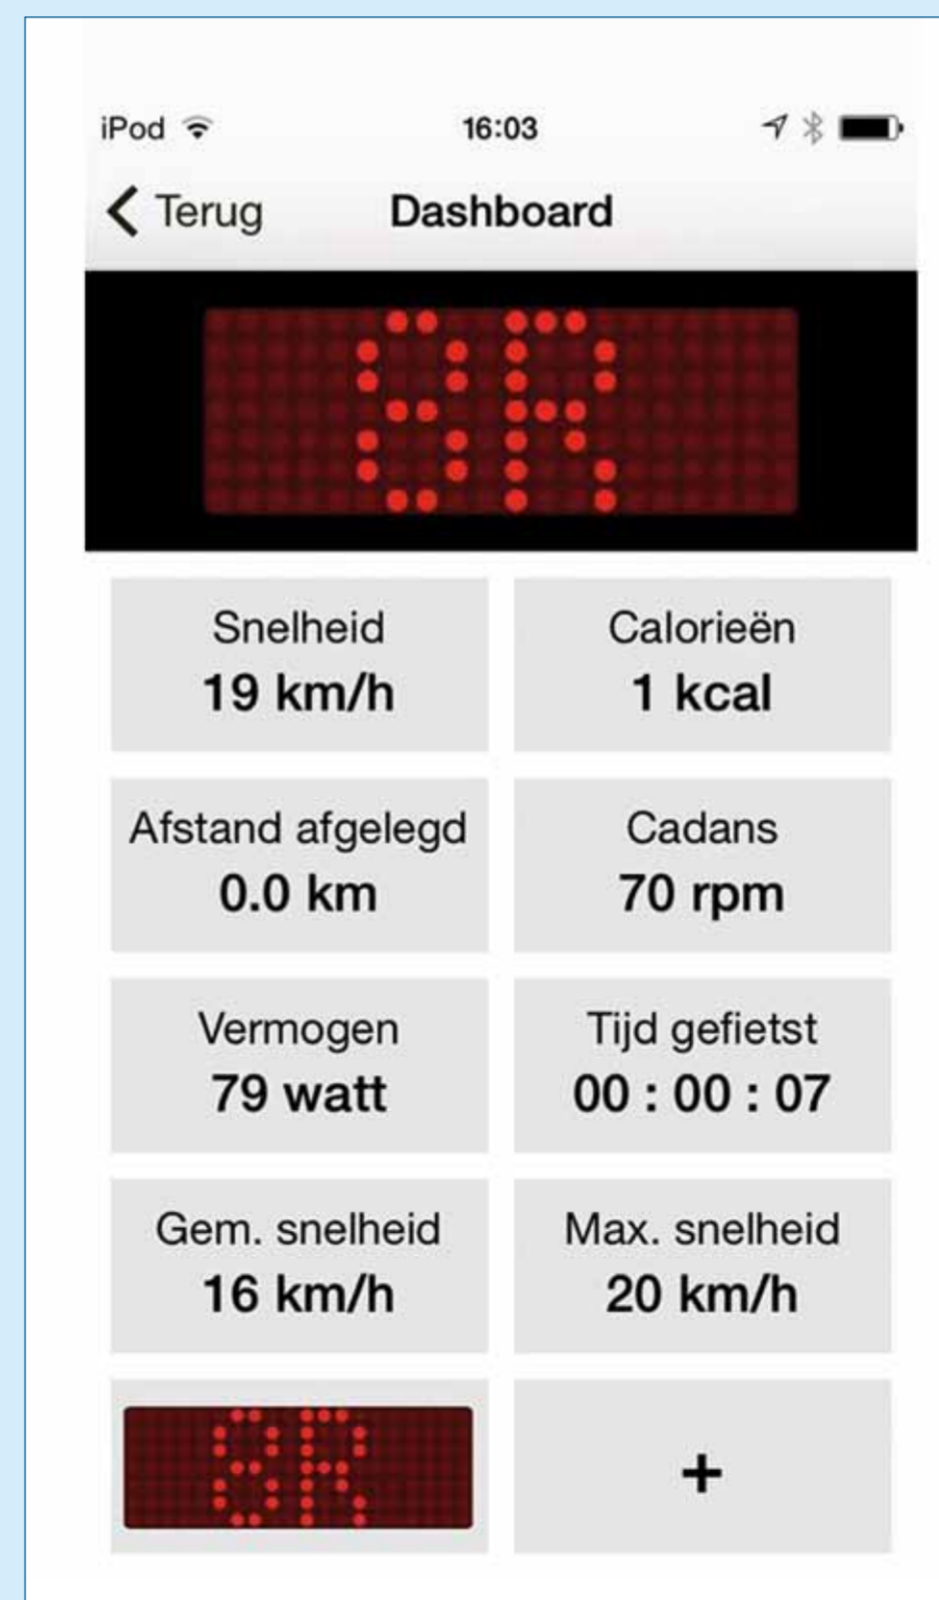 iPod 16:03
Terug Dashboard
8R
Snelheid
19 km/h
Calorieën
1 kcal
Afstand afgelegd
0.0 km
Cadans
70 rpm
Vermogen
79 watt
Tijd gefietst
00 : 00 : 07
Gem. snelheid
16 km/h
Max. snelheid
20 km/h
8R
+